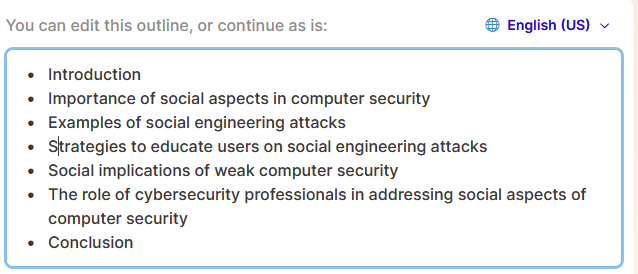 You can edit this outline, or continue as is:
English (US)
• Introduction
• Importance of social aspects in computer security
• Examples of social engineering attacks
• Strategies to educate users on social engineering attacks
• Social implications of weak computer security
• The role of cybersecurity professionals in addressing social aspects of
computer security
• Conclusion